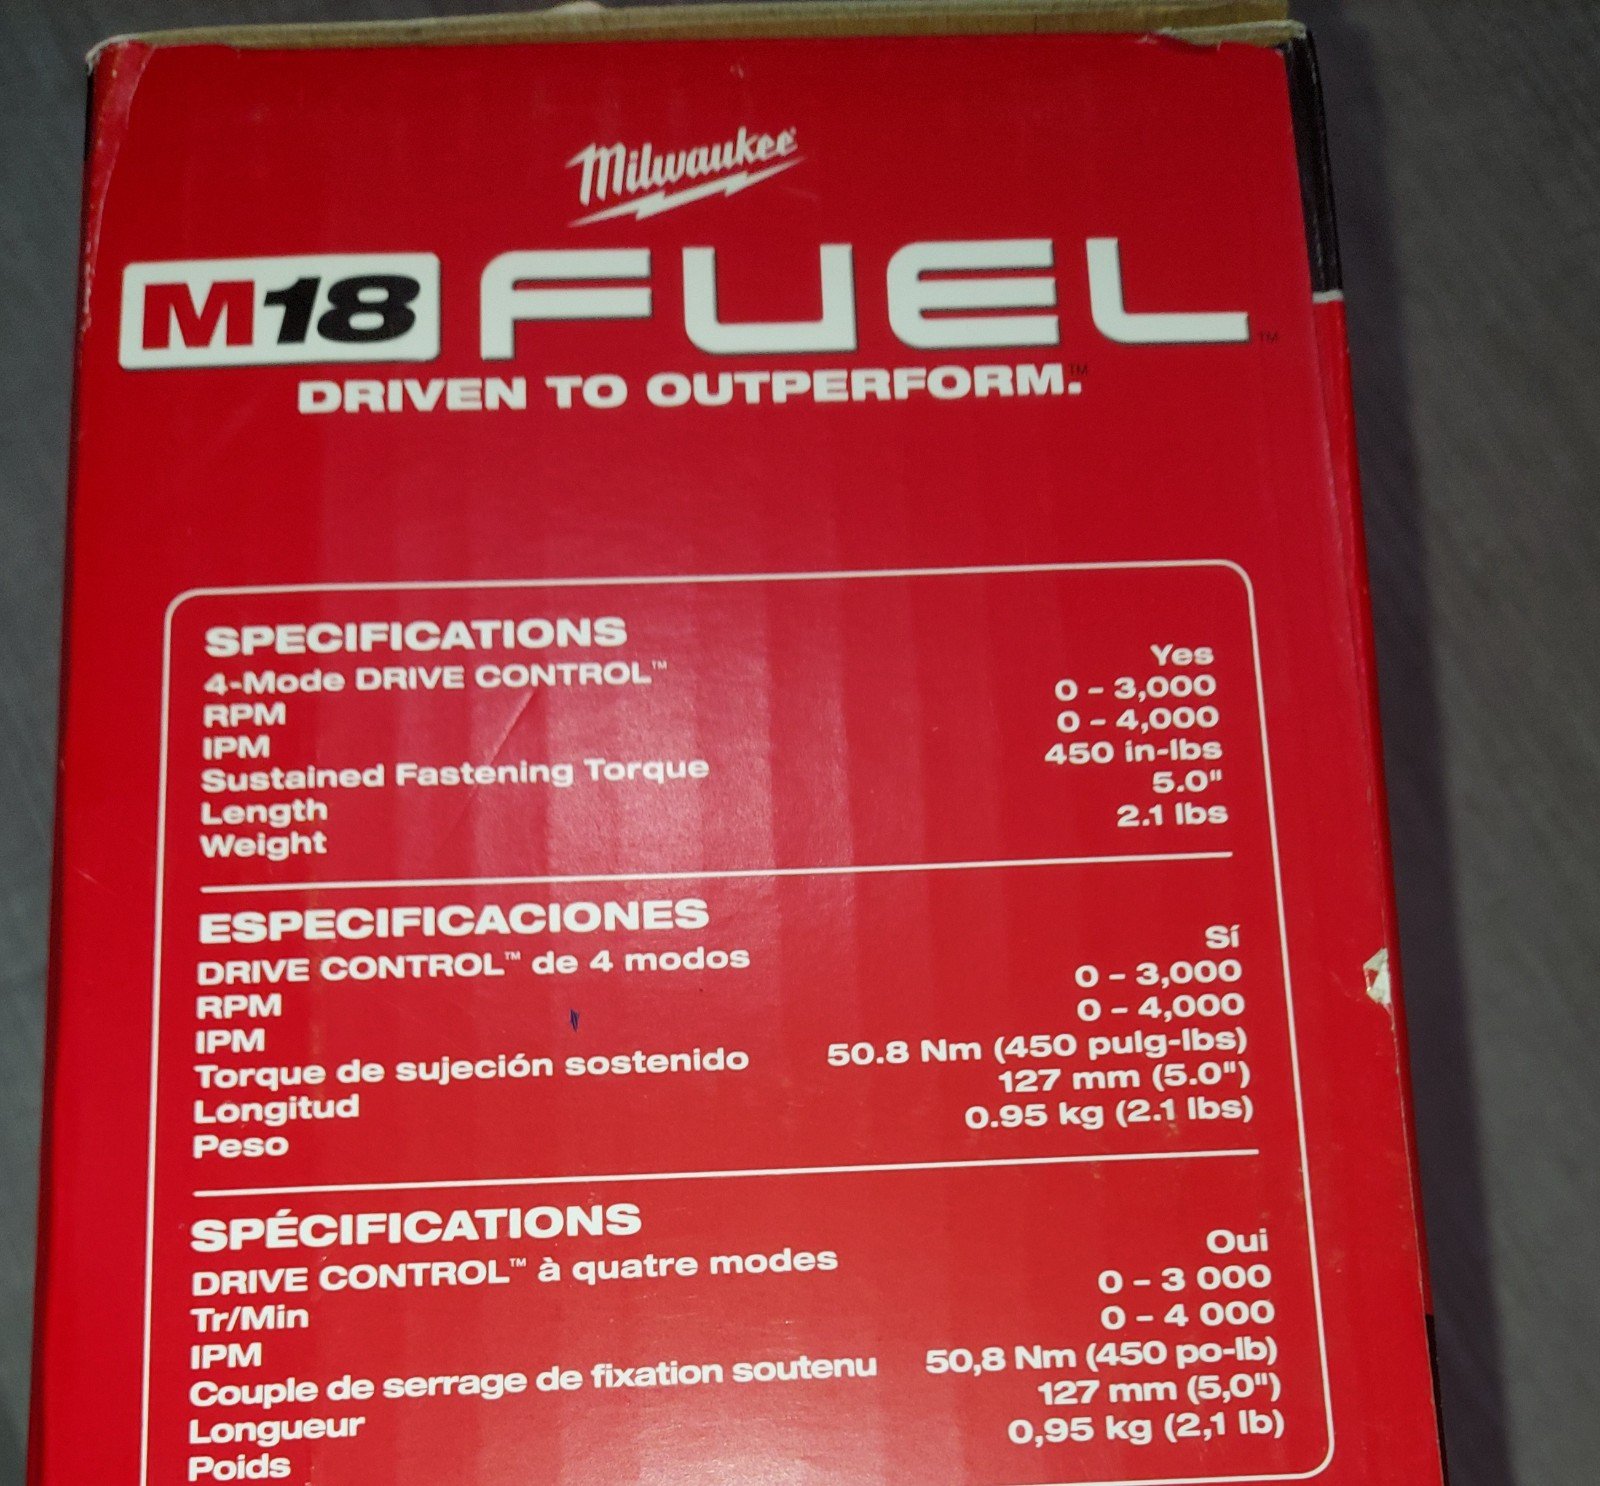 Milwaukee
M18 FUEL™
DRIVEN TO OUTPERFORM.™
SPECIFICATIONS
4-Mode DRIVE CONTROL™ Yes
RPM 0 – 3,000
IPM 0 – 4,000
Sustained Fastening Torque 450 in-lbs
Length 5.0"
Weight 2.1 lbs
ESPECIFICACIONES
DRIVE CONTROL™ de 4 modos Sí
RPM 0 – 3,000
IPM 0 – 4,000
Torque de sujeción sostenido 50.8 Nm (450 pulg-lbs)
Longitud 127 mm (5.0")
Peso 0.95 kg (2.1 lbs)
SPÉCIFICATIONS
DRIVE CONTROL™ à quatre modes Oui
Tr/Min 0 – 3 000
IPM 0 – 4 000
Couple de serrage de fixation soutenu 50,8 Nm (450 po-lb)
Longueur 127 mm (5,0")
Poids 0,95 kg (2,1 lb)